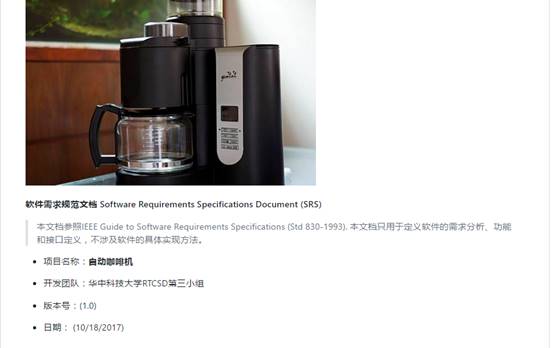 软件需求规范文档 Software Requirements Specifications Document (SRS)
本文档参照IEEE Guide to Software Requirements Specifications (Std 830-1993). 本文档只用于定义软件的需求分析、功能
和接口定义，不涉及软件的具体实现方法。
项目名称：自动咖啡机
开发团队：华中科技大学RTCSD第三小组
版本号：(1.0)
日期： (10/18/2017)